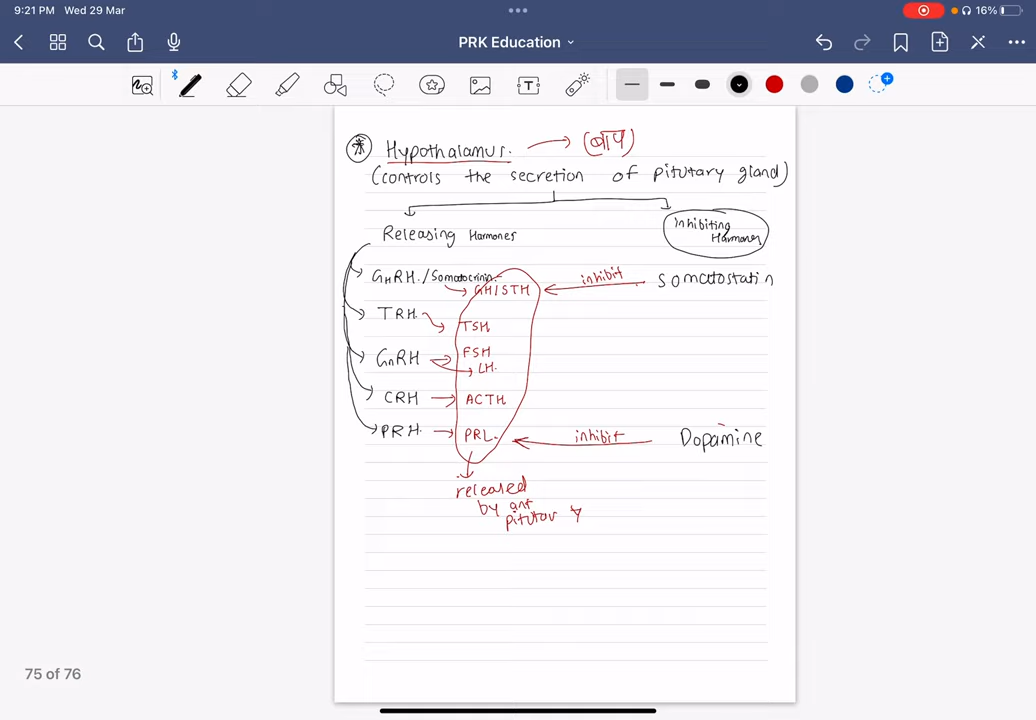 9:21 PM Wed 29 Mar
16%
PRK Education
T
Hypothalamus. → (बाप)
(controls the secretion of pitutary gland)
Releasing Harmones
Inhibiting
Harmones
GHRH./Somatocrinin
GH/STH
inhibit
somatostatin
TRH.
TSH
GnRH
FSH
LH.
CRH → ACTH
PRH. → PRL.
inhibit
Dopamine
released
by ant
pitutar y
75 of 76